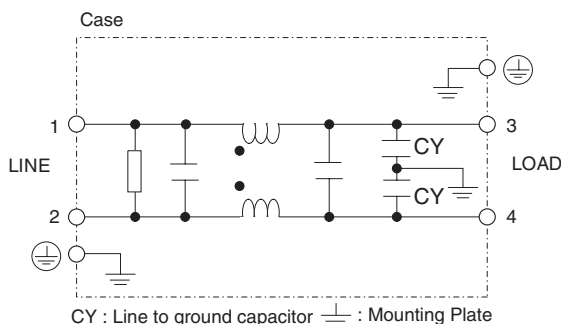 Case
1
3
CY
LINE
LOAD
CY
2
4
CY : Line to ground capacitor : Mounting Plate